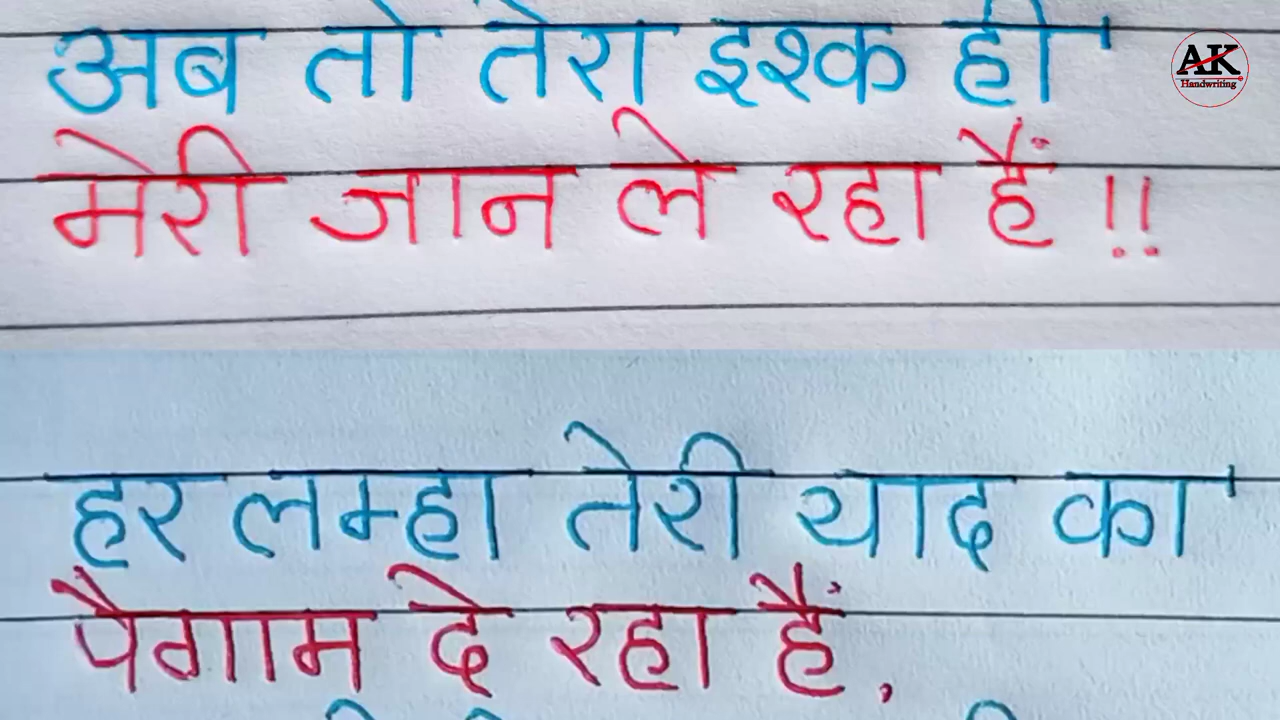 अब तो तेरा इश्क ही
मेरी जान ले रहा हैं !!
AK
Handwriting
हर लम्हा तेरी याद का
पैगाम दे रहा हैं,